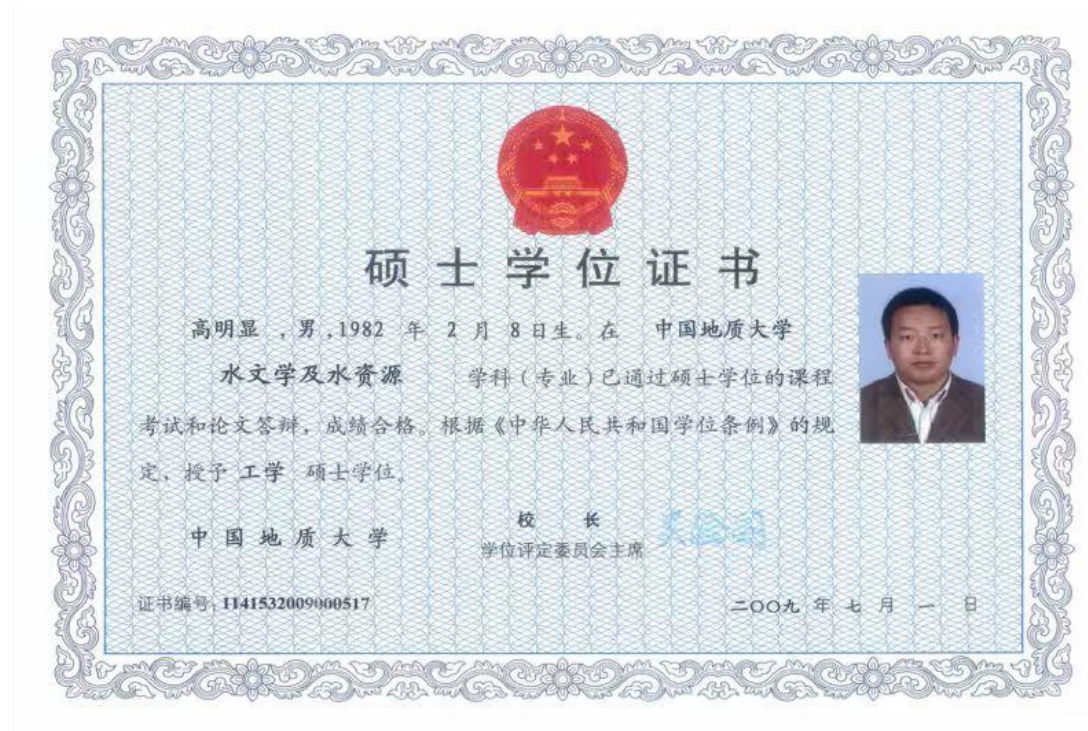 硕士学位证书
高明显 ,男,1982 年 2 月 8日生。在 中国地质大学
水文学及水资源 学科(专业)已通过硕士学位的课程
考试和论文答辩,成绩合格。根据《中华人民共和国学位条例》的规
定,授予 工学 硕士学位。
中国地质大学
校 长
学位评定委员会主席
证书编号:1141532009000517
二〇〇九 年 七 月 一 日